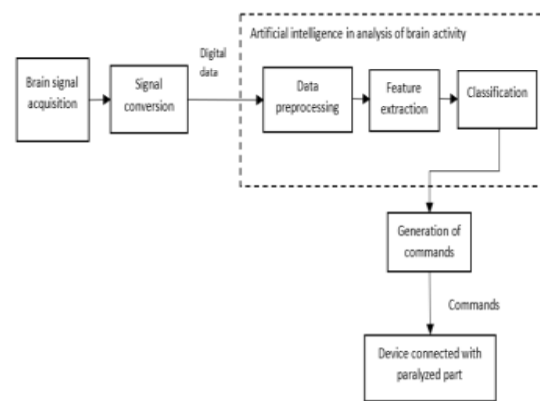 Artificial intelligence in analysis of brain activity
Digital
data
Brain signal
acquisition
Signal
conversion
Data
preprocessing
Feature
extraction
Classification
Generation of
commands
Commands
Device connected with
paralyzed part